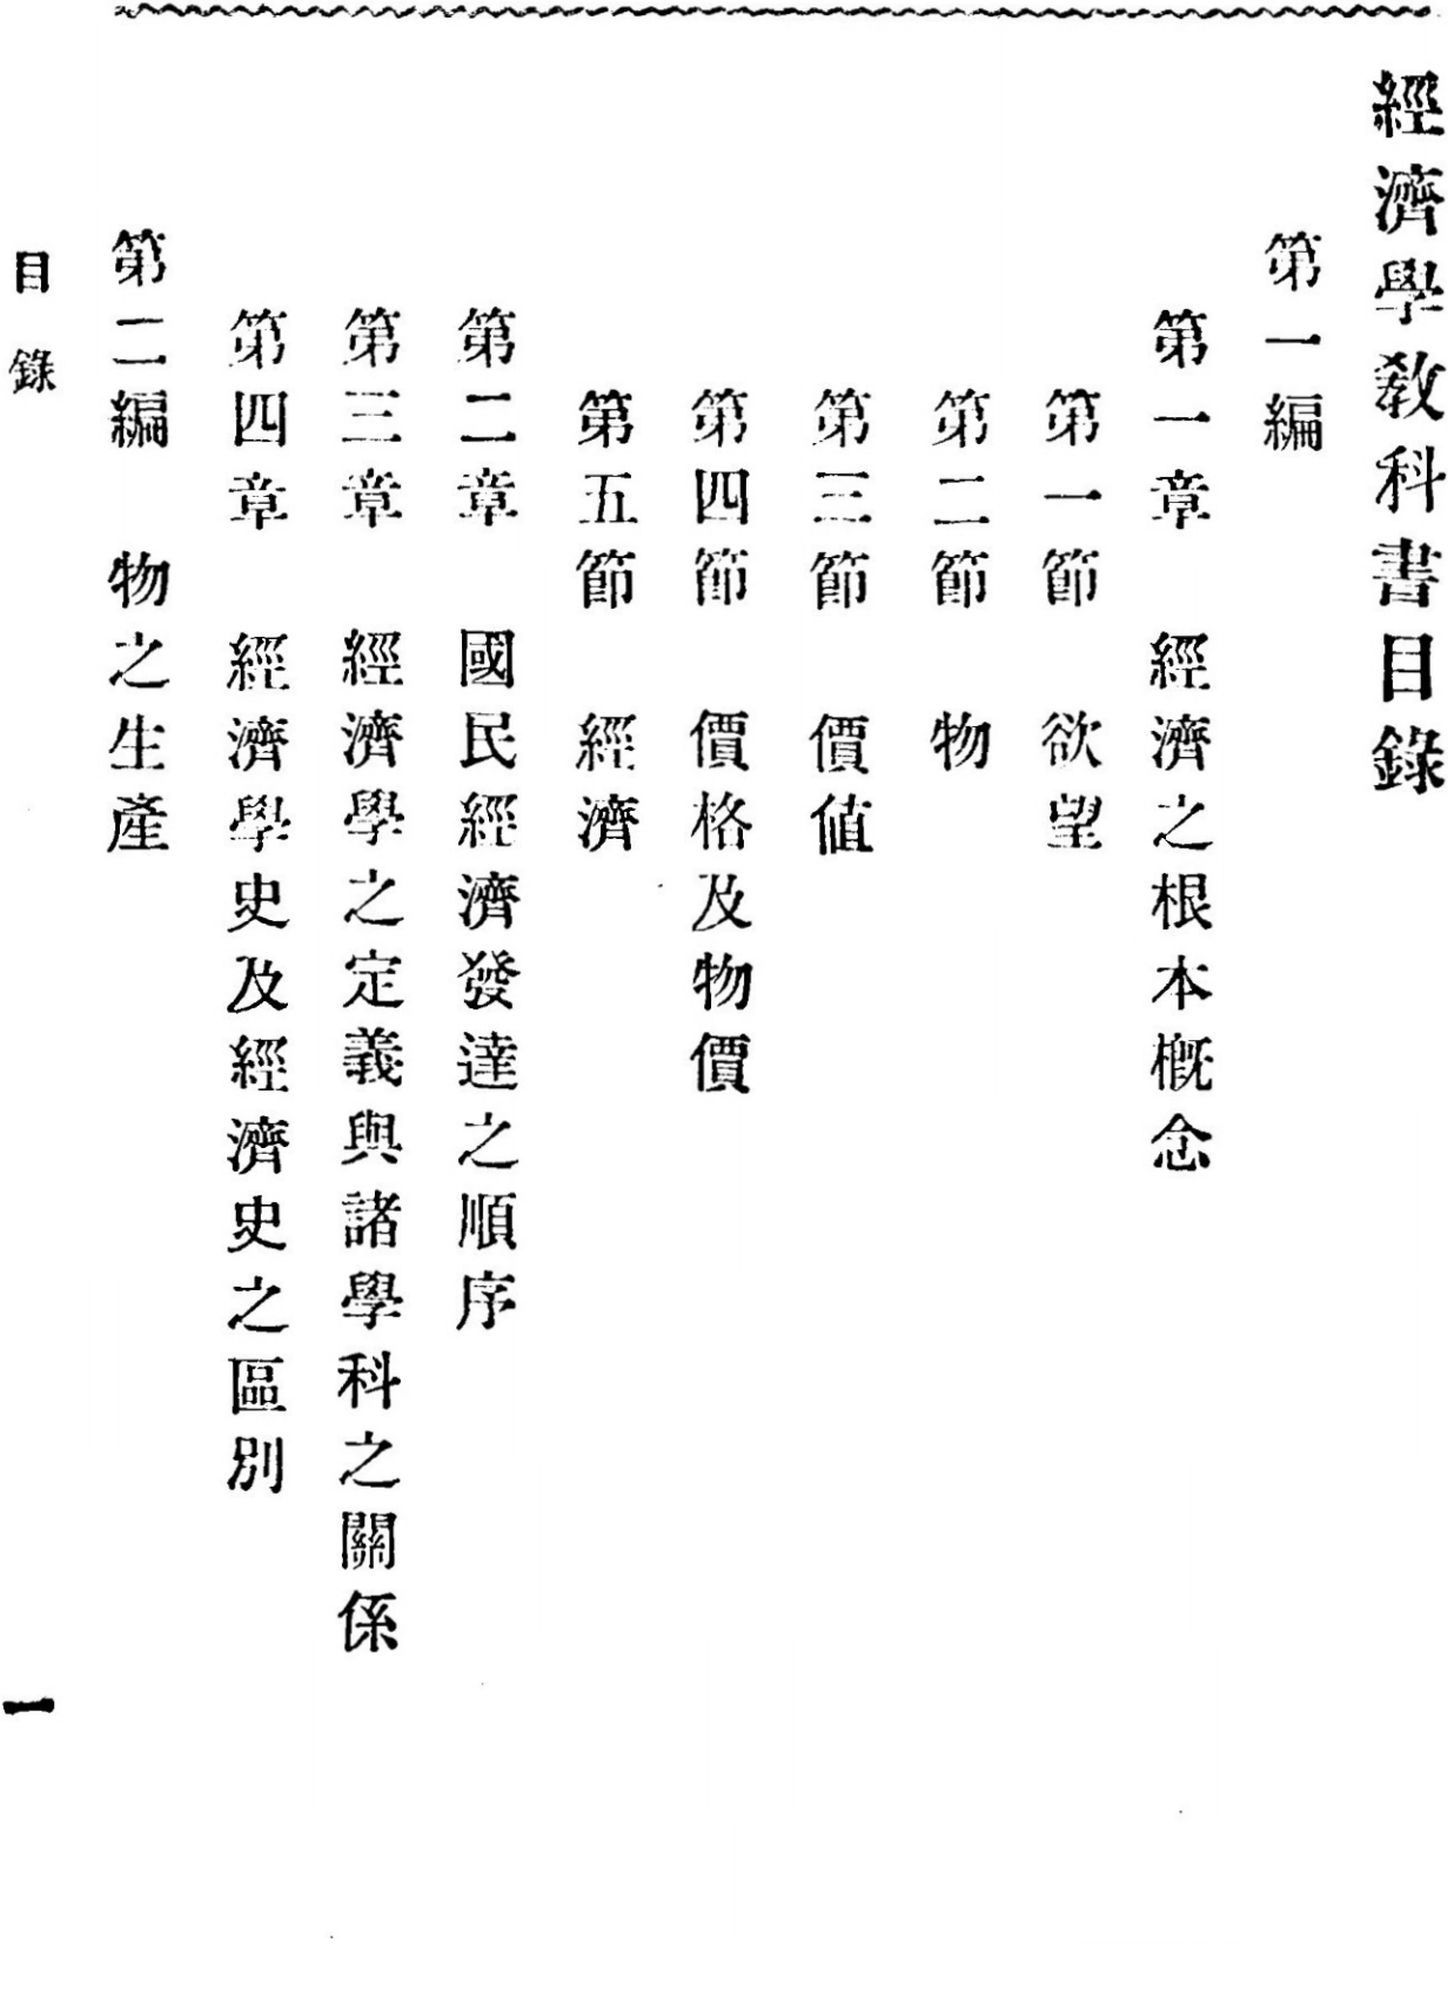 經濟學敎科書目錄
第一編
第一章 經濟之根本槪念
第一節 欲望
第二節 物
第三節 價値
第四節 價格及物價
第五節 經濟
第二章 國民經濟發達之順序
第三章 經濟學之定義與諸學科之關係
第四章 經濟學史及經濟史之區別
第二編 物之生產
目錄 一